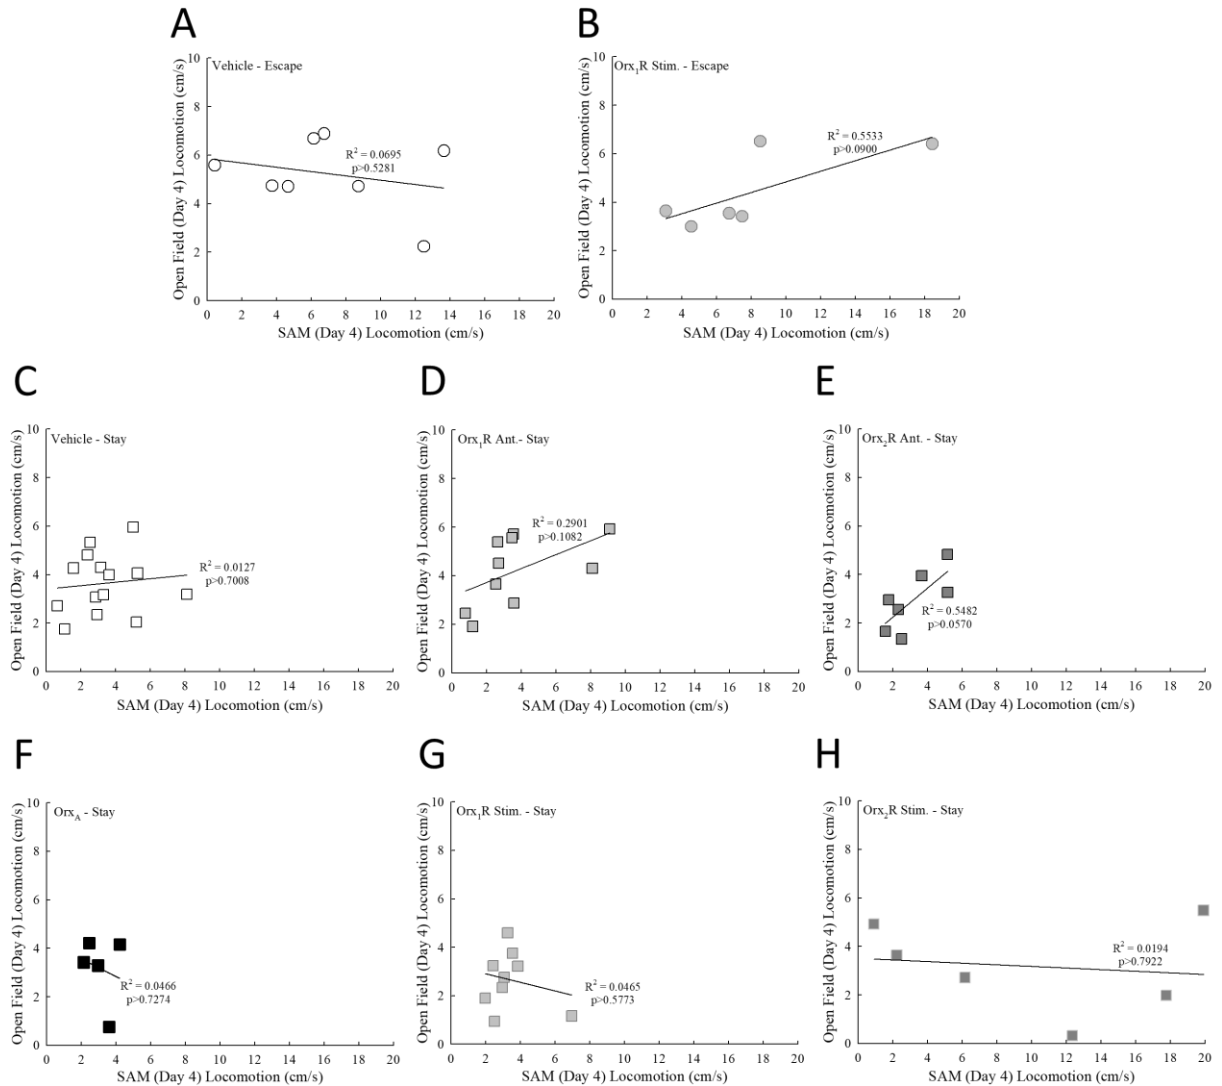 A
Vehicle - Escape
R² = 0.0695
p>0.5281
Open Field (Day 4) Locomotion (cm/s)
10
8
6
4
2
0
0 2 4 6 8 10 12 14 16 18 20
SAM (Day 4) Locomotion (cm/s)
B
Orx₁R Stim. - Escape
R² = 0.5533
p>0.0900
Open Field (Day 4) Locomotion (cm/s)
10
8
6
4
2
0
0 2 4 6 8 10 12 14 16 18 20
SAM (Day 4) Locomotion (cm/s)
C
Vehicle - Stay
R² = 0.0127
p>0.7008
Open Field (Day 4) Locomotion (cm/s)
10
8
6
4
2
0
0 2 4 6 8 10 12 14 16 18 20
SAM (Day 4) Locomotion (cm/s)
D
Orx₁R Ant.- Stay
R² = 0.2901
p>0.1082
Open Field (Day 4) Locomotion (cm/s)
10
8
6
4
2
0
0 2 4 6 8 10 12 14 16 18 20
SAM (Day 4) Locomotion (cm/s)
E
Orx₂R Ant. - Stay
R² = 0.5482
p>0.0570
Open Field (Day 4) Locomotion (cm/s)
10
8
6
4
2
0
0 2 4 6 8 10 12 14 16 18 20
SAM (Day 4) Locomotion (cm/s)
F
Orx_A - Stay
R² = 0.0466
p>0.7274
Open Field (Day 4) Locomotion (cm/s)
10
8
6
4
2
0
0 2 4 6 8 10 12 14 16 18 20
SAM (Day 4) Locomotion (cm/s)
G
Orx₁R Stim. - Stay
R² = 0.0465
p>0.5773
Open Field (Day 4) Locomotion (cm/s)
10
8
6
4
2
0
0 2 4 6 8 10 12 14 16 18 20
SAM (Day 4) Locomotion (cm/s)
H
Orx₂R Stim. - Stay
R² = 0.0194
p>0.7922
Open Field (Day 4) Locomotion (cm/s)
10
8
6
4
2
0
0 2 4 6 8 10 12 14 16 18 20
SAM (Day 4) Locomotion (cm/s)